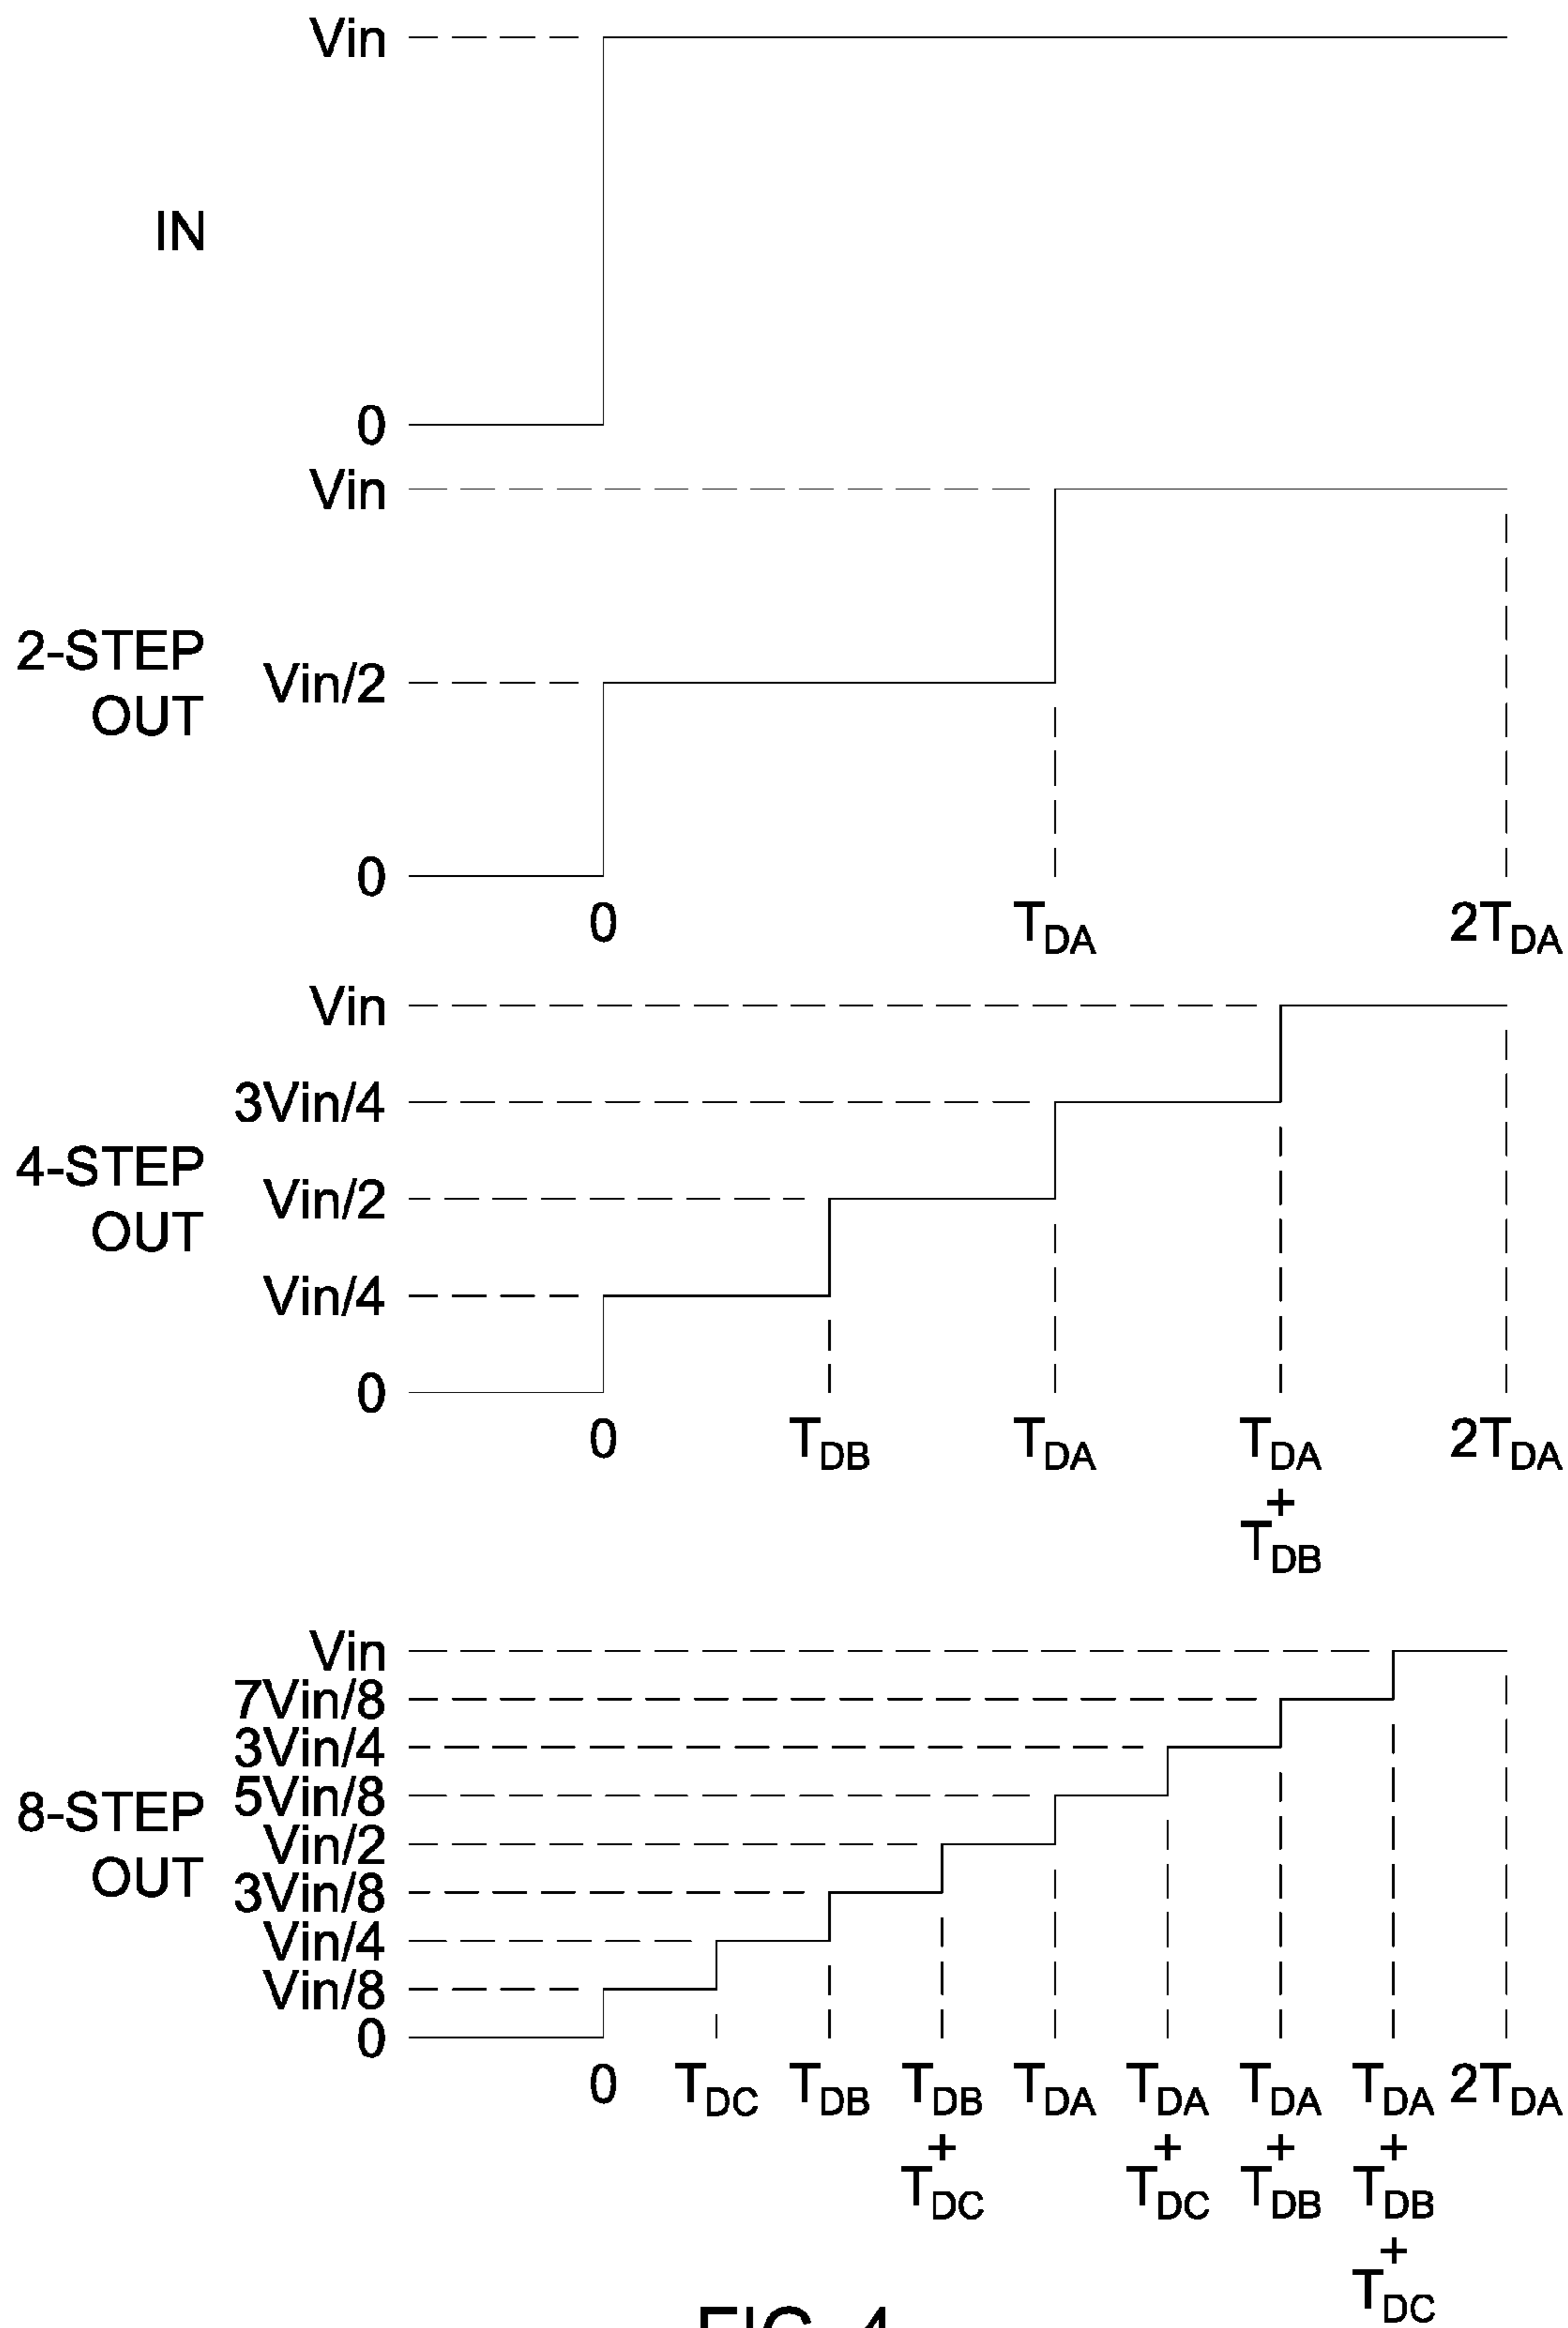 Vin
IN
0
Vin
2-STEP
OUT
Vin/2
0
0 TDA 2TDA
Vin
3Vin/4
4-STEP
OUT
Vin/2
Vin/4
0
0 TDB TDA TDA + TDB 2TDA
Vin
7Vin/8
3Vin/4
8-STEP
OUT
5Vin/8
Vin/2
3Vin/8
Vin/4
Vin/8
0
0 TDC TDB TDB + TDC TDA TDA + TDC TDA + TDB TDA + TDB + TDC 2TDA
FIG. 4